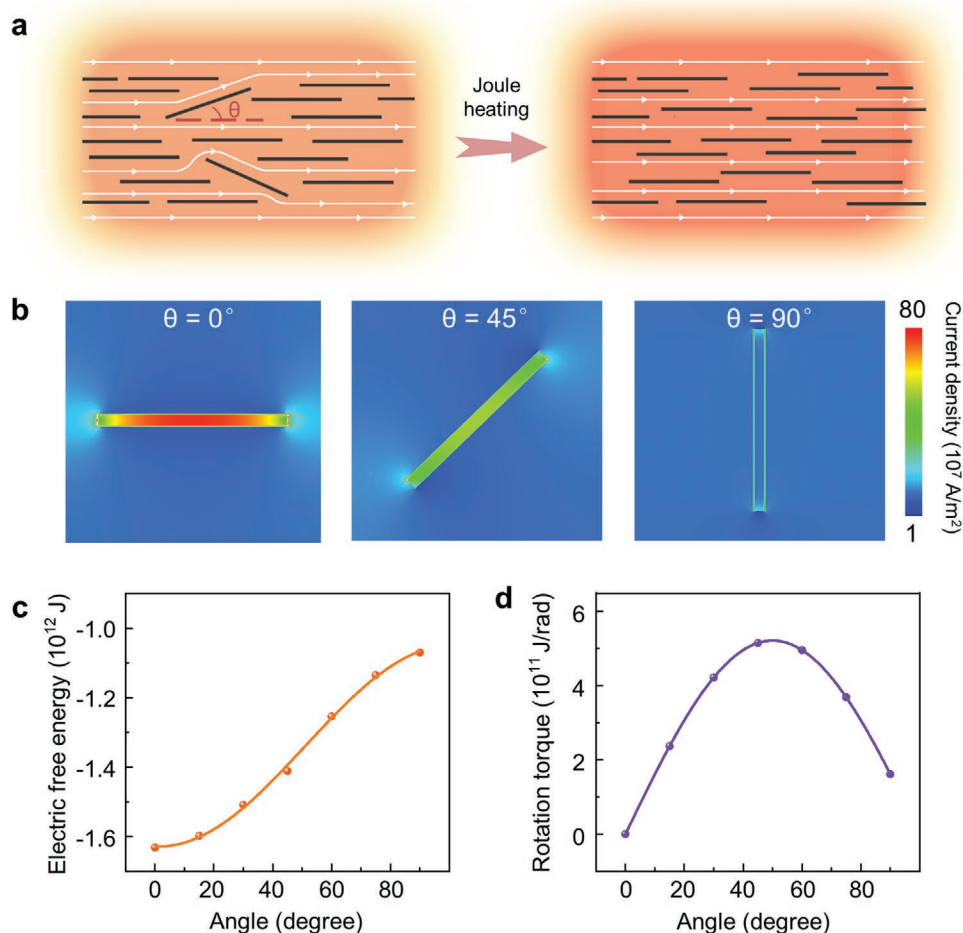 a
θ
Joule
heating
b
θ = 0°
θ = 45°
θ = 90°
80
1
Current density (10⁷ A/m²)
c
Electric free energy (10¹² J)
-1.0
-1.2
-1.4
-1.6
0 20 40 60 80
Angle (degree)
d
Rotation torque (10¹¹ J/rad)
6
4
2
0
0 20 40 60 80
Angle (degree)